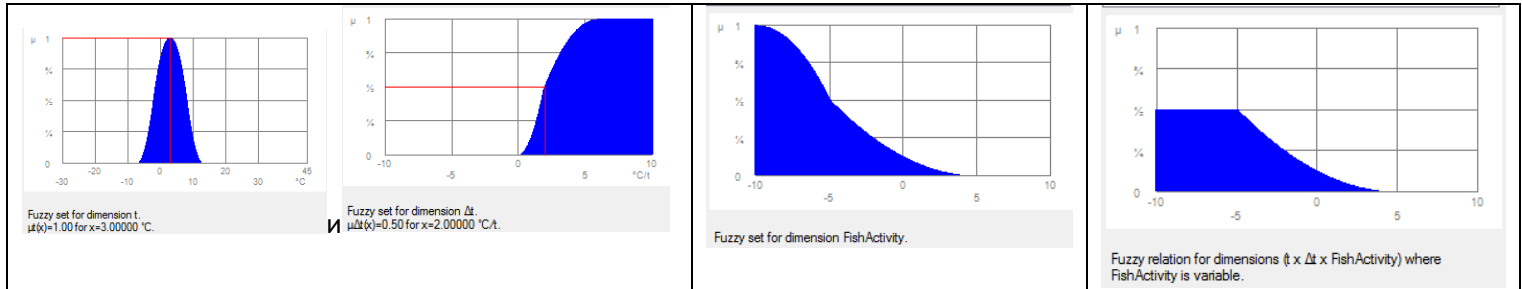 μ 1
¾
½
¼
0
-30 -20 -10 0 10 20 30 45
°C
Fuzzy set for dimension t.
μt(x)=1.00 for x=3.00000 °C.
И
μ 1
¾
½
¼
0
-10 -5 0 5 10
°C/t
Fuzzy set for dimension Δt.
μΔt(x)=0.50 for x=2.00000 °C/t.
μ 1
¾
½
¼
0
-10 -5 0 5 10
Fuzzy set for dimension FishActivity.
μ 1
¾
½
¼
0
-10 -5 0 5 10
Fuzzy relation for dimensions (t x Δt x FishActivity) where
FishActivity is variable.